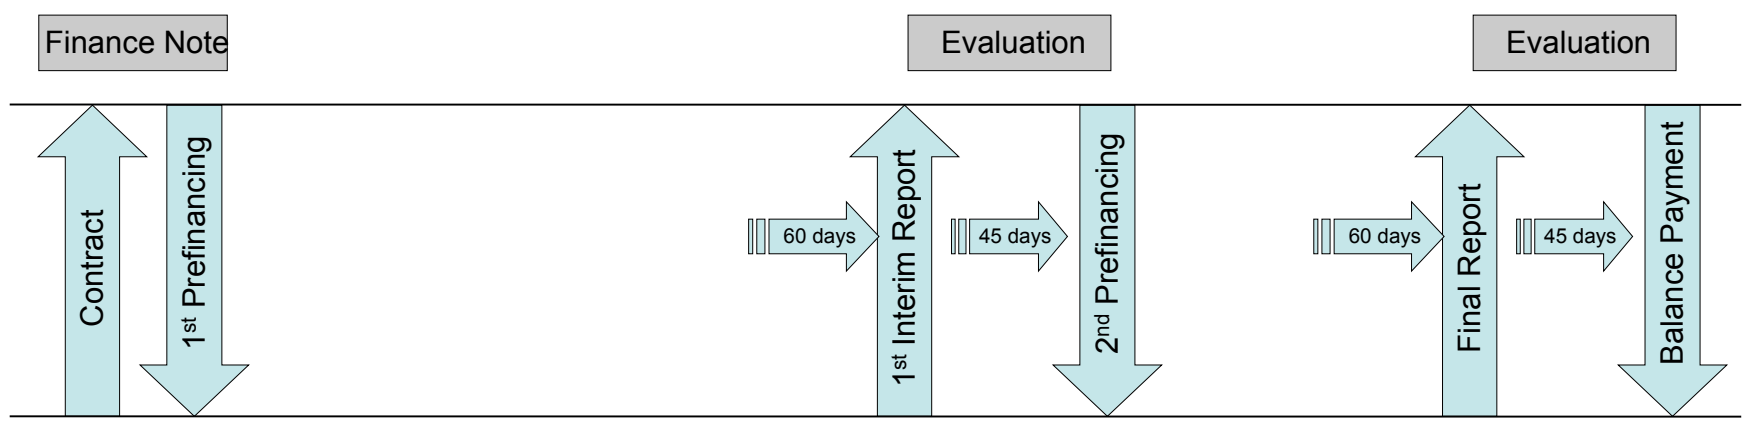 Finance Note
Evaluation
Evaluation
Contract
1st Prefinancing
60 days
1st Interim Report
45 days
2nd Prefinancing
60 days
Final Report
45 days
Balance Payment